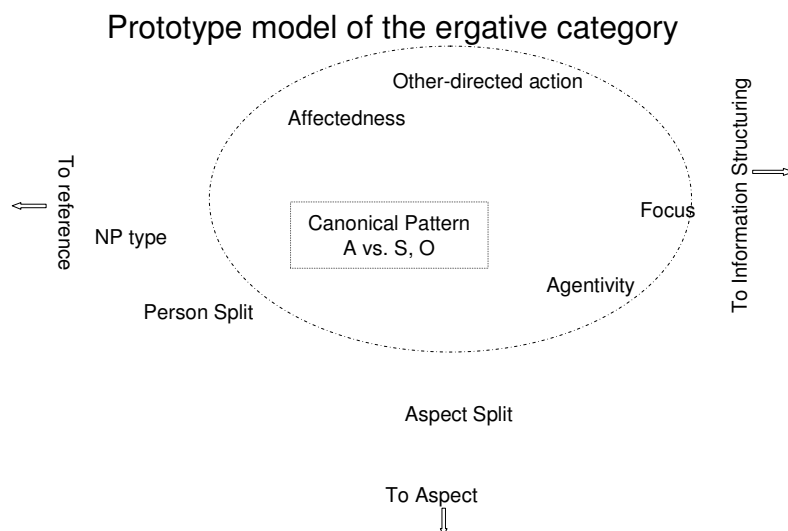 Prototype model of the ergative category
Other-directed action
Affectedness
To reference
To Information Structuring
Canonical Pattern
A vs. S, O
Focus
NP type
Agentivity
Person Split
Aspect Split
To Aspect